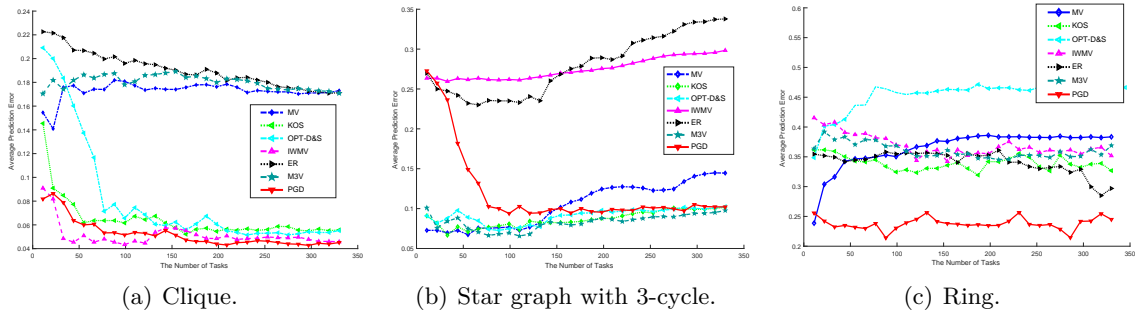 0.24
0.22
0.2
0.18
0.16
0.14
0.12
0.1
0.08
0.06
0.04
Average Prediction Error
0 50 100 150 200 250 300 350
The Number of Tasks
MV
KOS
OPT-D&S
IWMV
ER
M3V
PGD
(a) Clique.
0.35
0.3
0.25
0.2
0.15
0.1
0.05
Average Prediction Error
0 50 100 150 200 250 300 350
The Number of Tasks
MV
KOS
OPT-D&S
IWMV
ER
M3V
PGD
(b) Star graph with 3-cycle.
0.6
0.5
0.45
0.4
0.35
0.3
0.25
0.2
Average Prediction Error
0 50 100 150 200 250 300 350
The Number of Tasks
MV
KOS
OPT-D&S
IWMV
ER
M3V
PGD
(c) Ring.